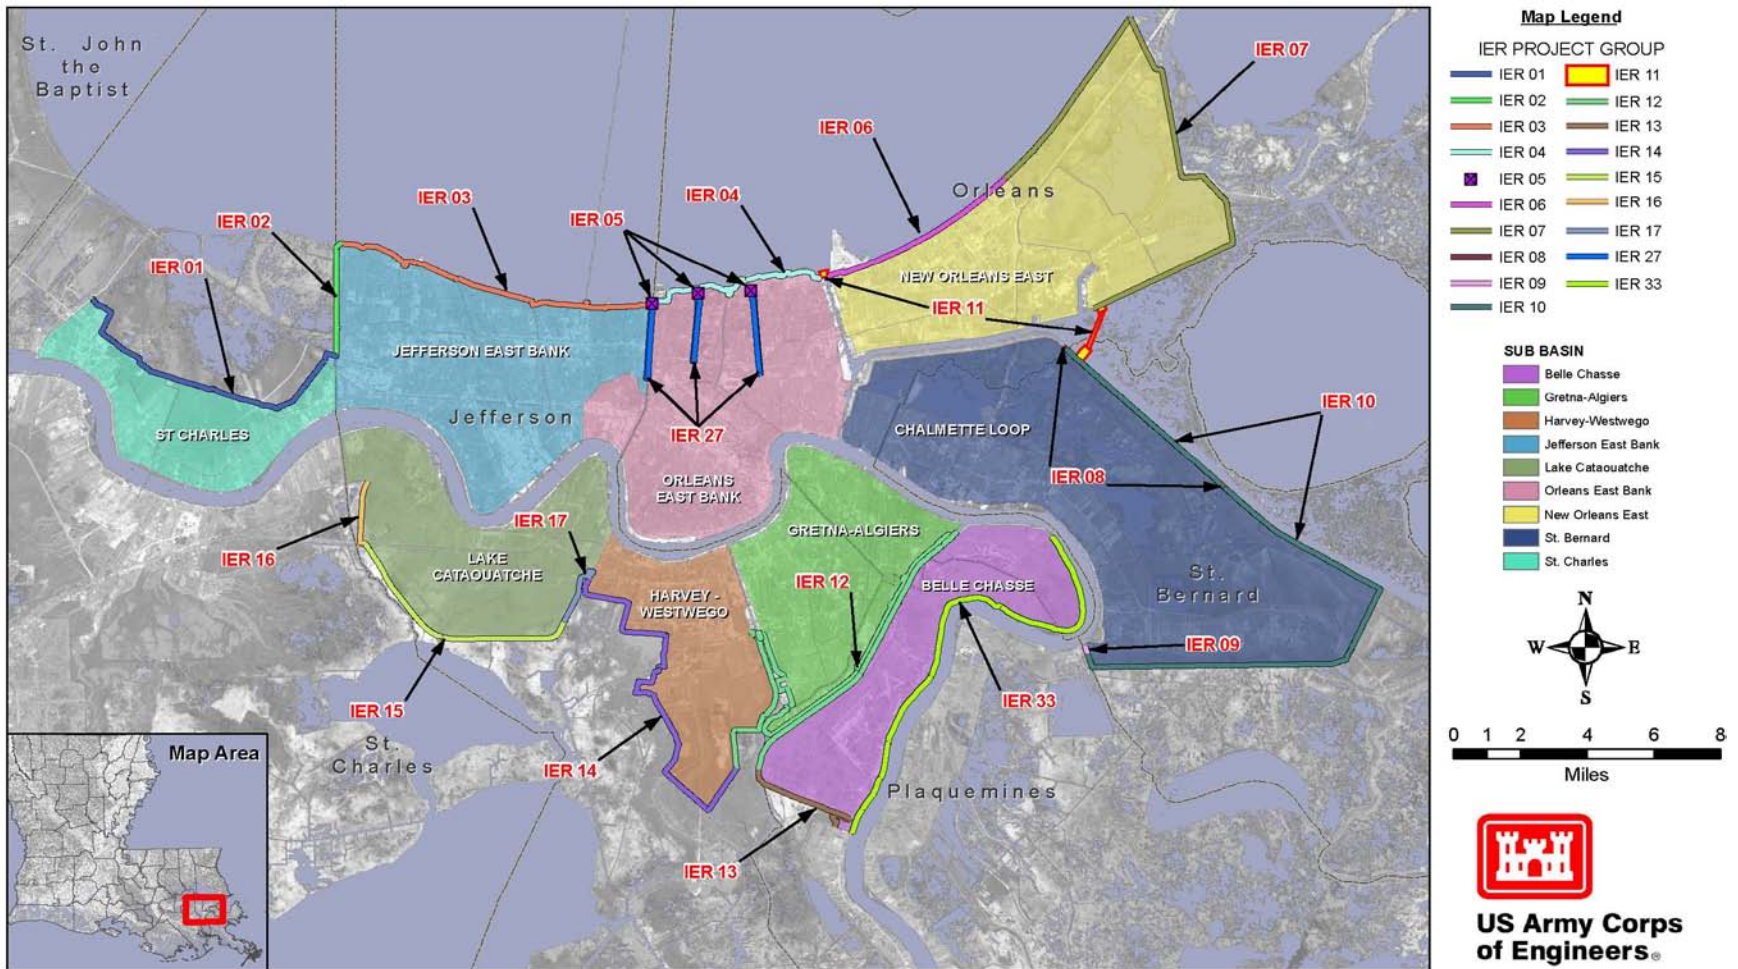 St. John
the
Baptist
IER 07
IER 06
Orleans
IER 04
IER 03
IER 05
IER 02
IER 01
NEW ORLEANS EAST
IER 11
JEFFERSON EAST BANK
Jefferson
ST CHARLES
IER 27
CHALMETTE LOOP
IER 10
IER 08
ORLEANS
EAST BANK
IER 17
GRETNA-ALGIERS
IER 16
LAKE
CATAOUATCHE
IER 12
BELLE CHASSE
HARVEY -
WESTWEGO
St.
Bernard
IER 09
IER 33
IER 15
St.
Charles
IER 14
Plaquemines
IER 13
Map Area
Map Legend
IER PROJECT GROUP
IER 01
IER 02
IER 03
IER 04
IER 05
IER 06
IER 07
IER 08
IER 09
IER 10
IER 11
IER 12
IER 13
IER 14
IER 15
IER 16
IER 17
IER 27
IER 33
SUB BASIN
Belle Chasse
Gretna-Algiers
Harvey-Westwego
Jefferson East Bank
Lake Cataouatche
Orleans East Bank
New Orleans East
St. Bernard
St. Charles
N
W E
S
0 1 2 4 6 8
Miles
US Army Corps
of Engineers®